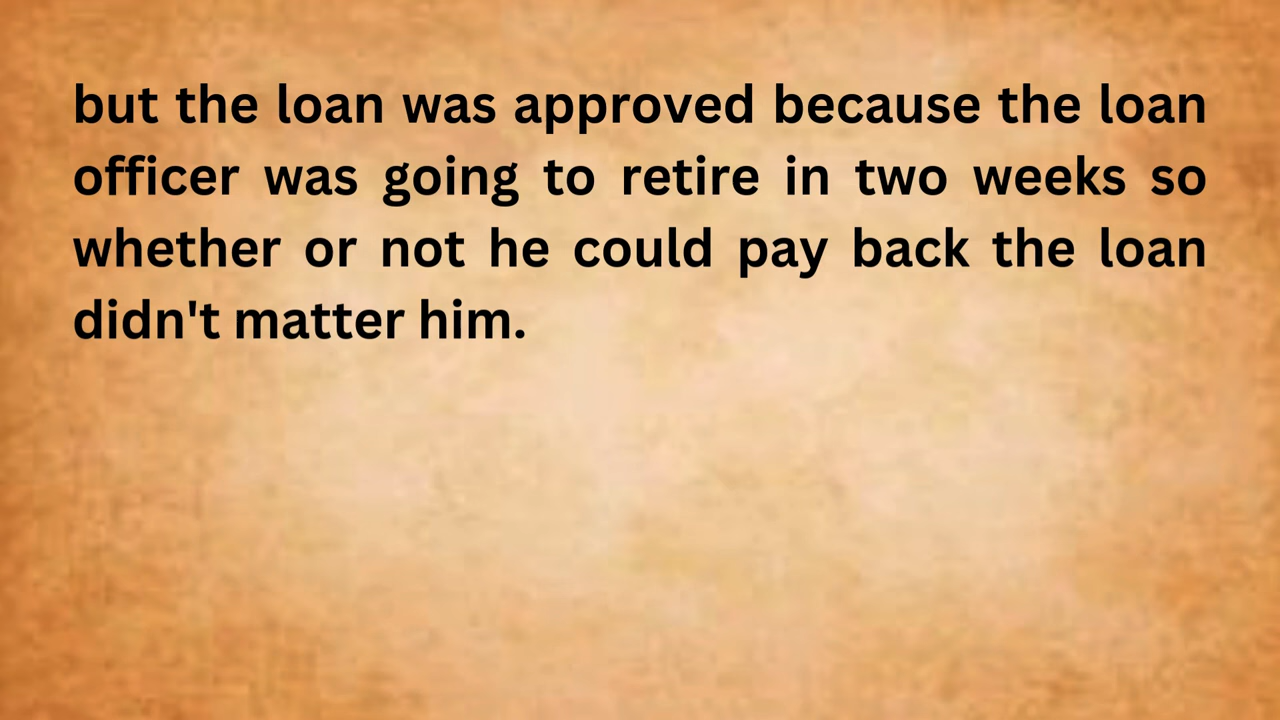 but the loan was approved because the loan
officer was going to retire in two weeks so
whether or not he could pay back the loan
didn't matter him.